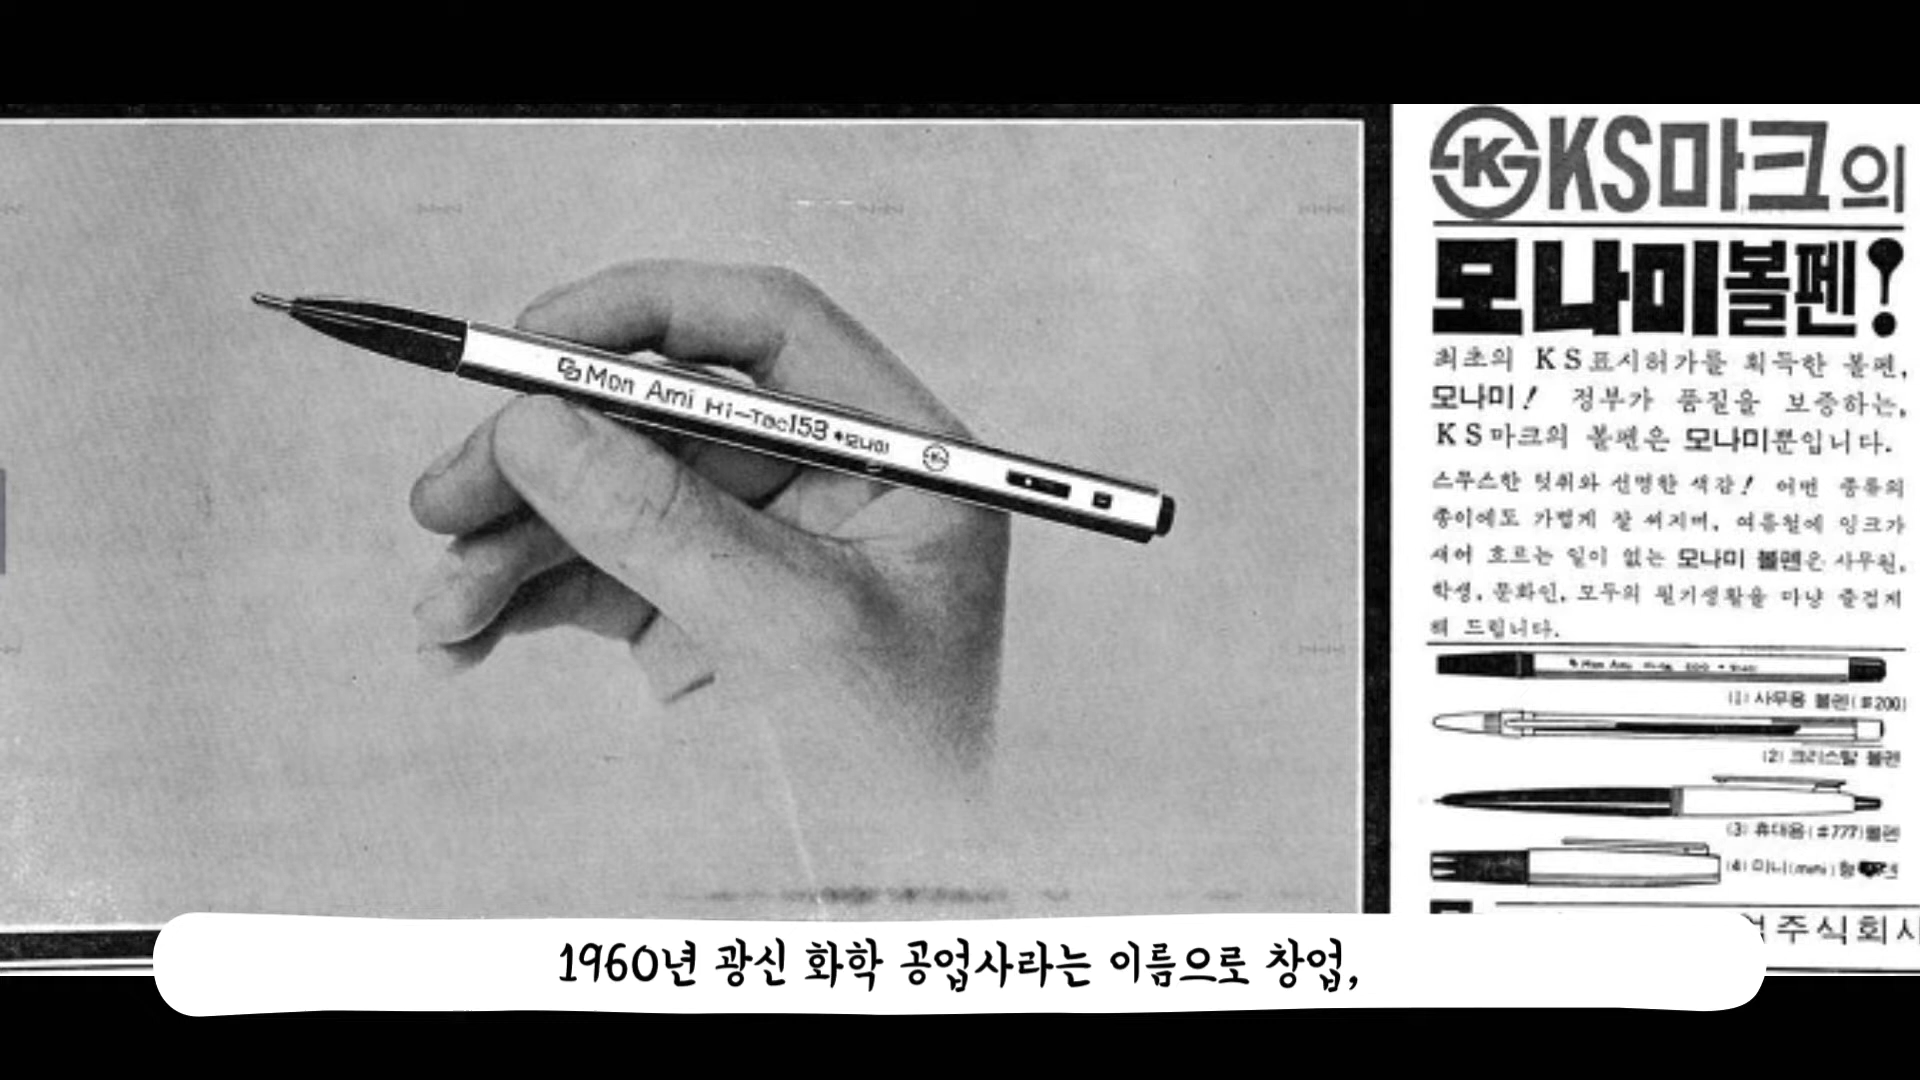 KS마크의
모나미볼펜!
최초의 KS표시허가를 획득한 볼펜,
모나미! 정부가 품질을 보증하는,
KS마크의 볼펜은 모나미뿐입니다.
스무스한 텃취와 선명한 색감! 어떤 종류의
종이에도 가볍게 잘 써지며, 여름철에 잉크가
새어 흐르는 일이 없는 모나미 볼펜은 사무원,
학생, 문화인, 모두의 필기생활을 마냥 즐겁게
해 드립니다.
Mon Ami Hi-Tec 153 모나미
(1) 사무용 볼펜(#200)
(2) 크리스탈 볼펜
(3) 휴대용(#777)볼펜
(4) 미니(mini)형
주식회사
1960년 광신 화학 공업사라는 이름으로 창업,